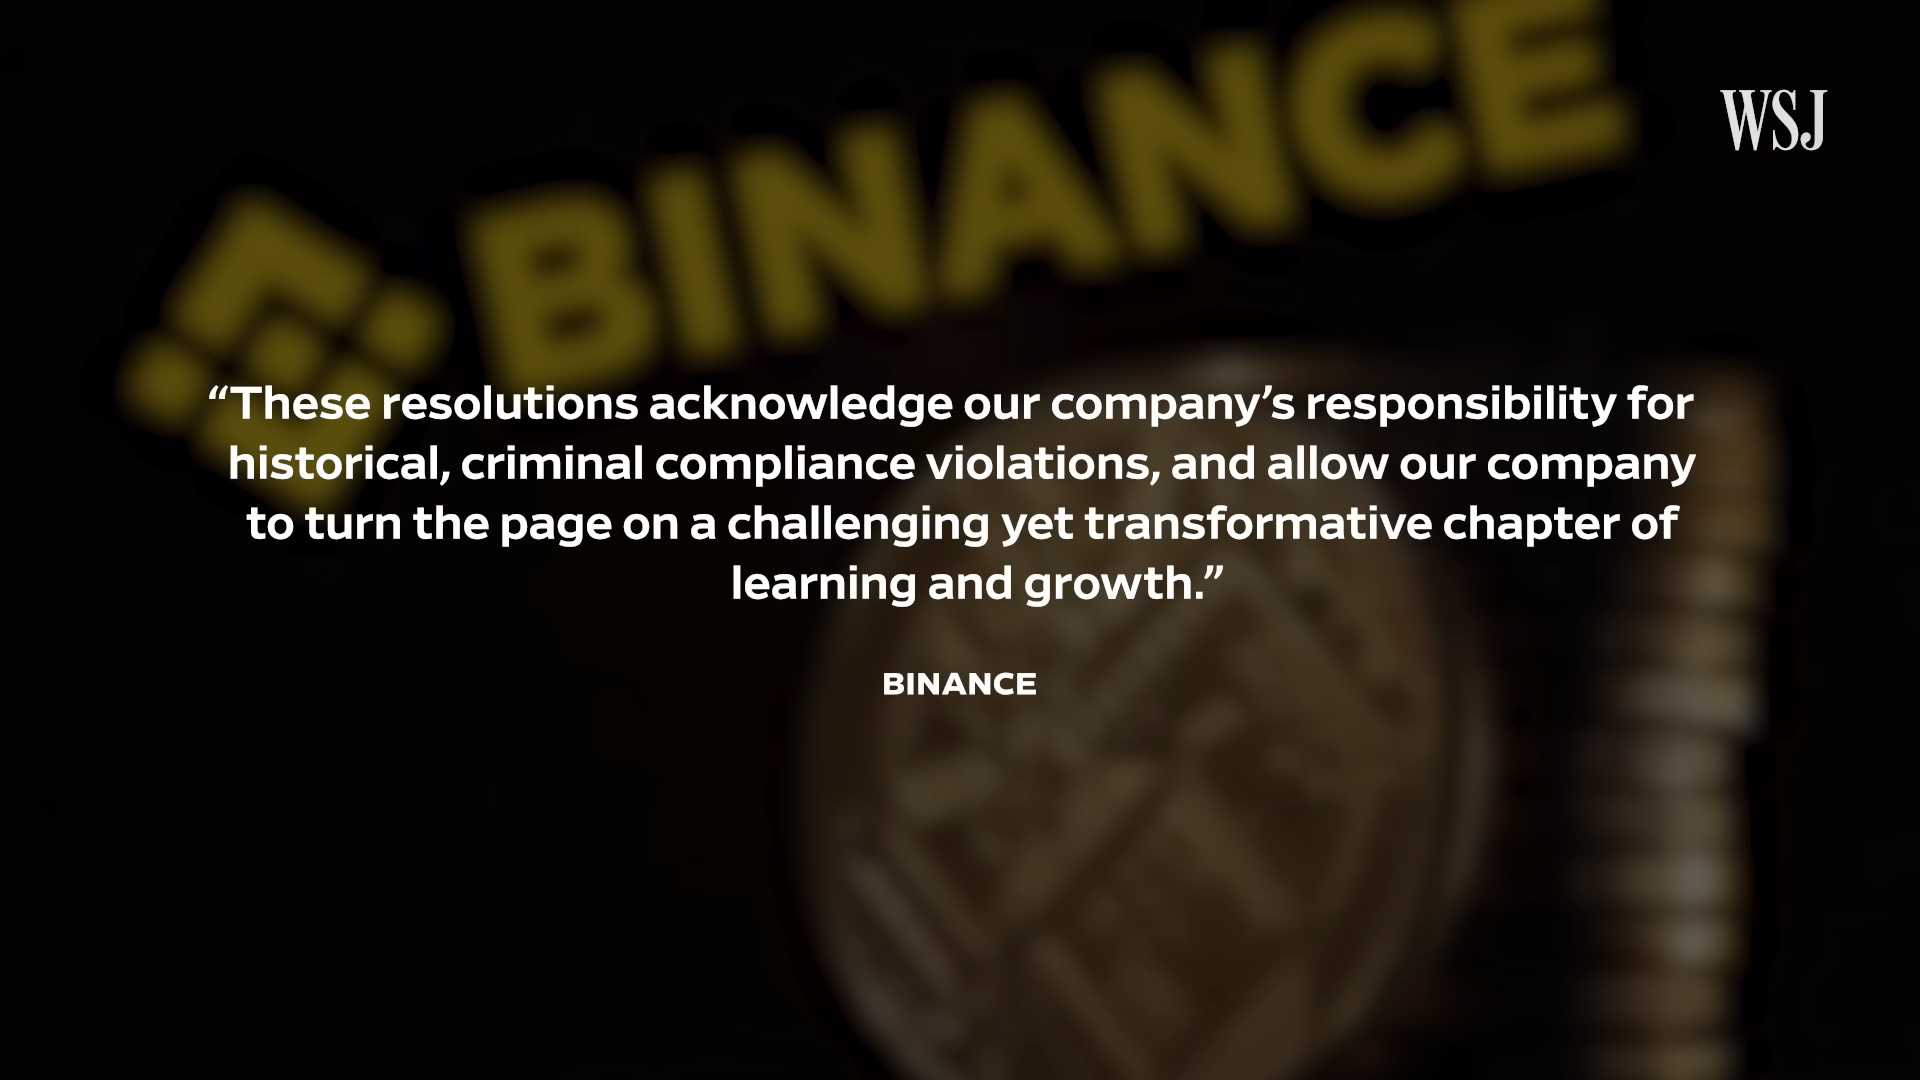 BINANCE
WSJ
“These resolutions acknowledge our company’s responsibility for
historical, criminal compliance violations, and allow our company
to turn the page on a challenging yet transformative chapter of
learning and growth.”
BINANCE